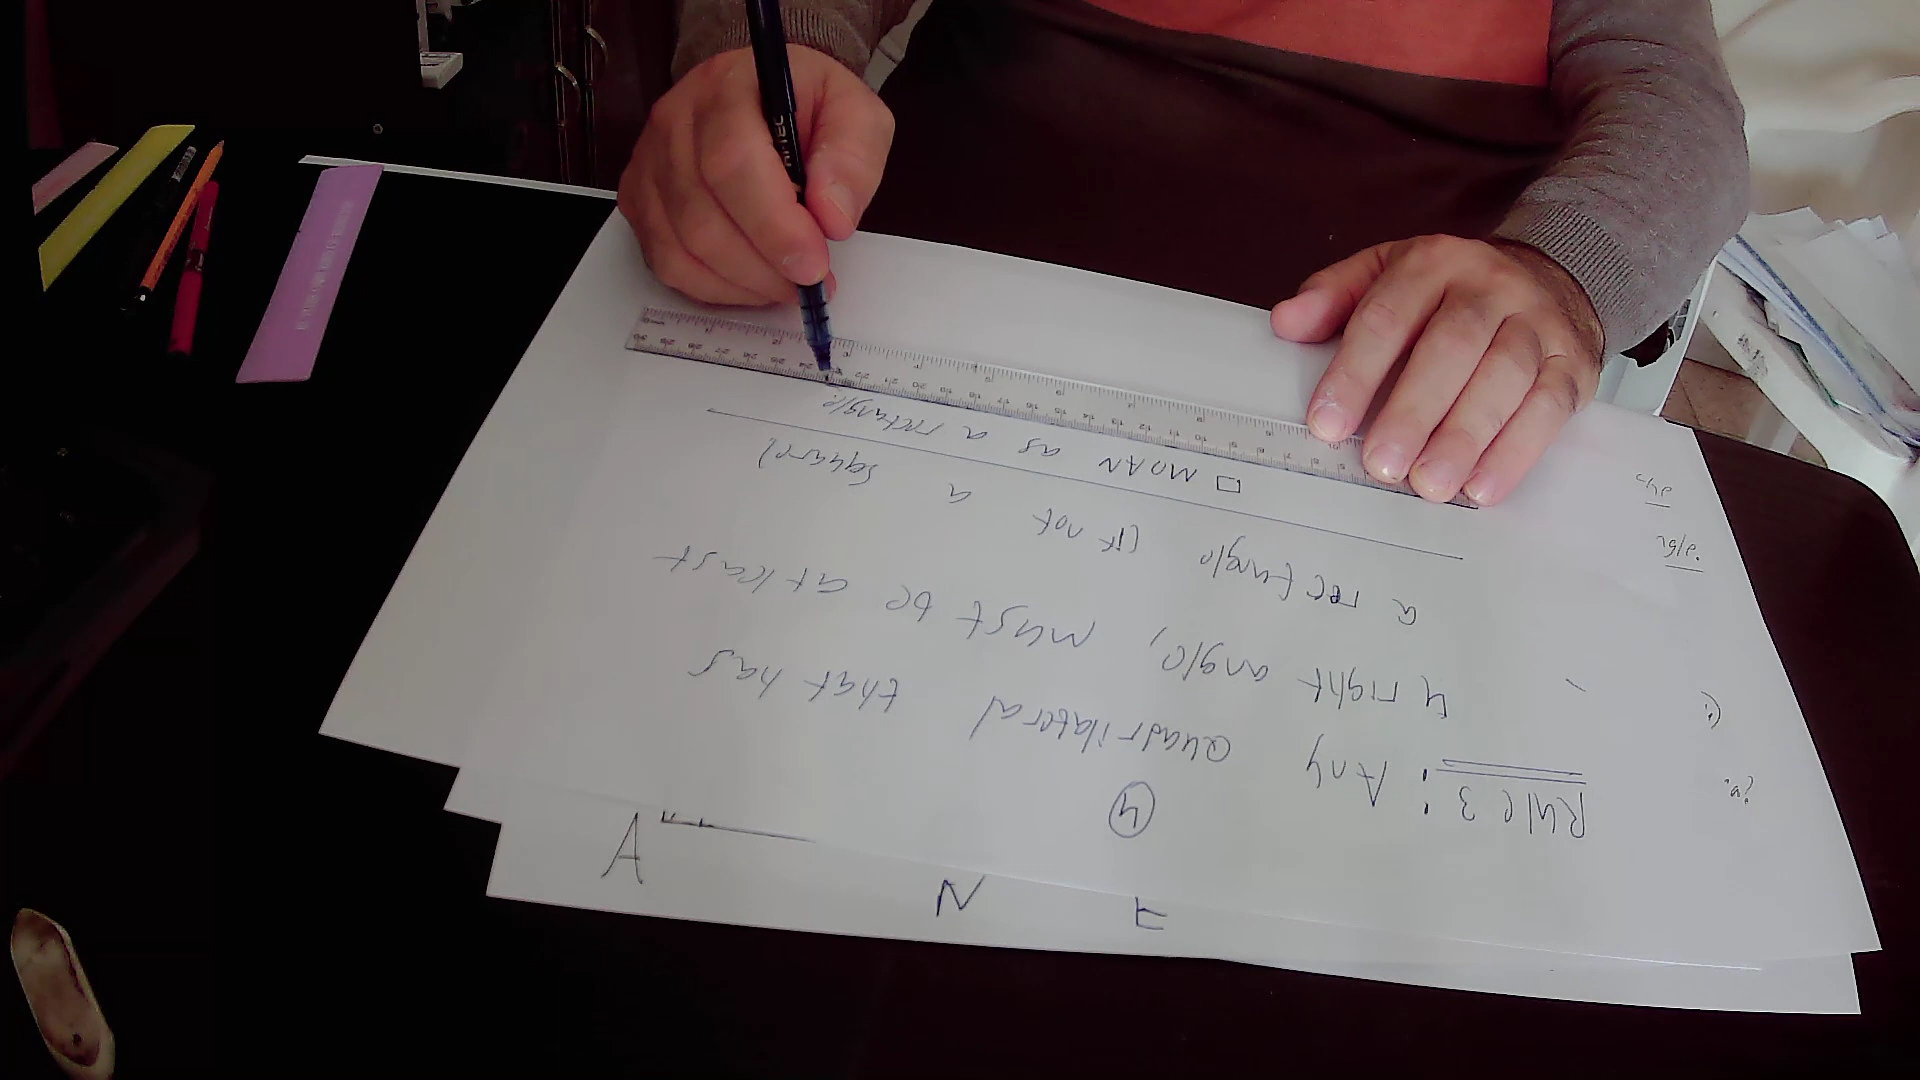 F N A
4
Rule 3: Any quadrilateral that has
4 right angle, must be at least
a rectangle (If not a square)
□ MOAN as a rectangle.